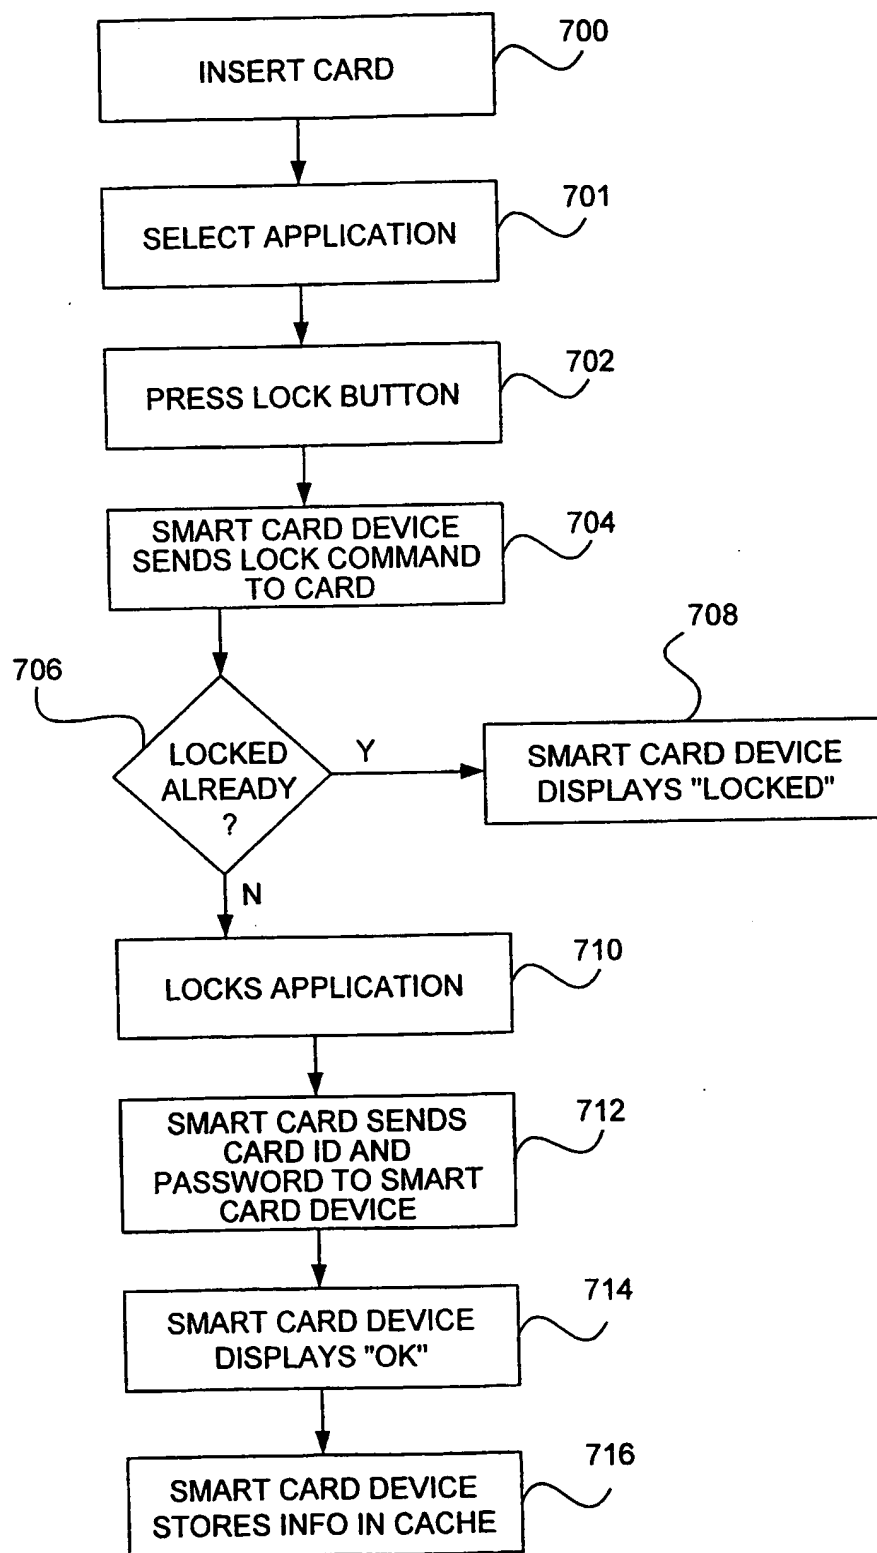 700
INSERT CARD
701
SELECT APPLICATION
702
PRESS LOCK BUTTON
704
SMART CARD DEVICE
SENDS LOCK COMMAND
TO CARD
706
LOCKED
ALREADY
?
Y
N
708
SMART CARD DEVICE
DISPLAYS "LOCKED"
710
LOCKS APPLICATION
712
SMART CARD SENDS
CARD ID AND
PASSWORD TO SMART
CARD DEVICE
714
SMART CARD DEVICE
DISPLAYS "OK"
716
SMART CARD DEVICE
STORES INFO IN CACHE